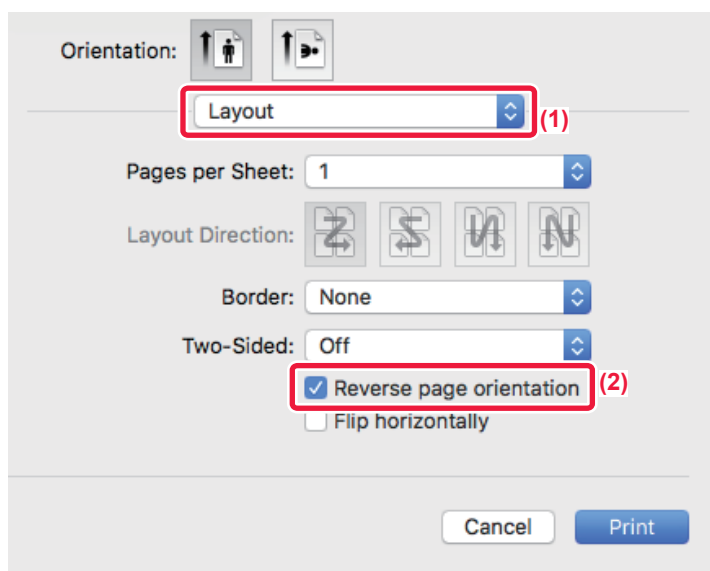 Orientation:
Layout
(1)
Pages per Sheet: 1
Layout Direction:
Border: None
Two-Sided: Off
Reverse page orientation
(2)
Flip horizontally
Cancel Print